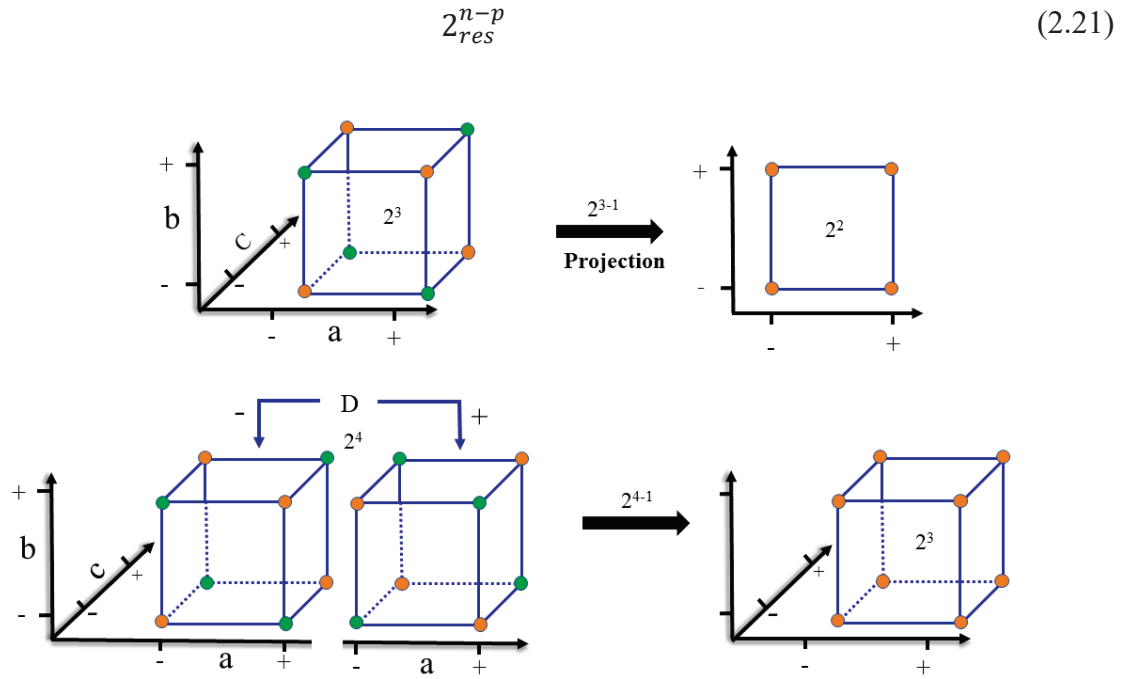 2^{n-p}_{res} (2.21)
+
b
-
c
-
+
2^3
- a +
2^{3-1}
Projection
+
-
2^2
- +
- D +
2^4
+
b
-
c
-
+
- a +
- a +
2^{4-1}
2^3
-
+
- +